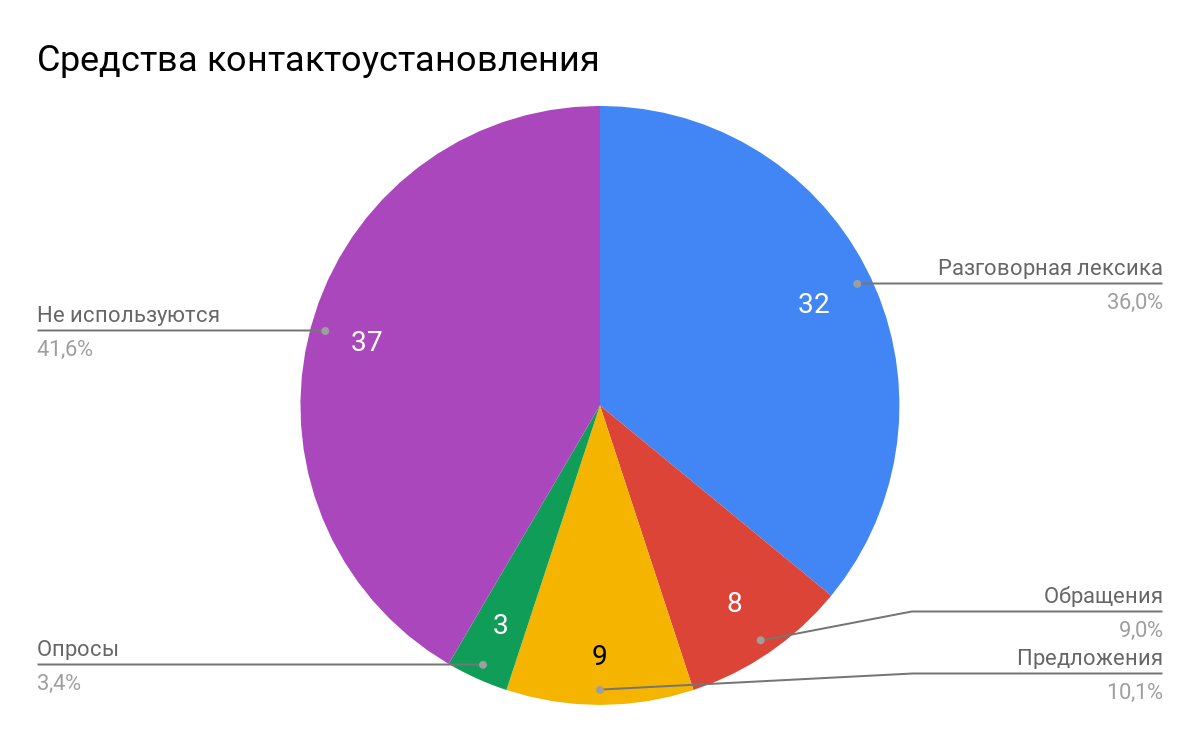 Средства контактоустановления
Разговорная лексика
36,0%
32
Не используются
41,6%
37
Обращения
9,0%
8
Предложения
10,1%
9
Опросы
3,4%
3